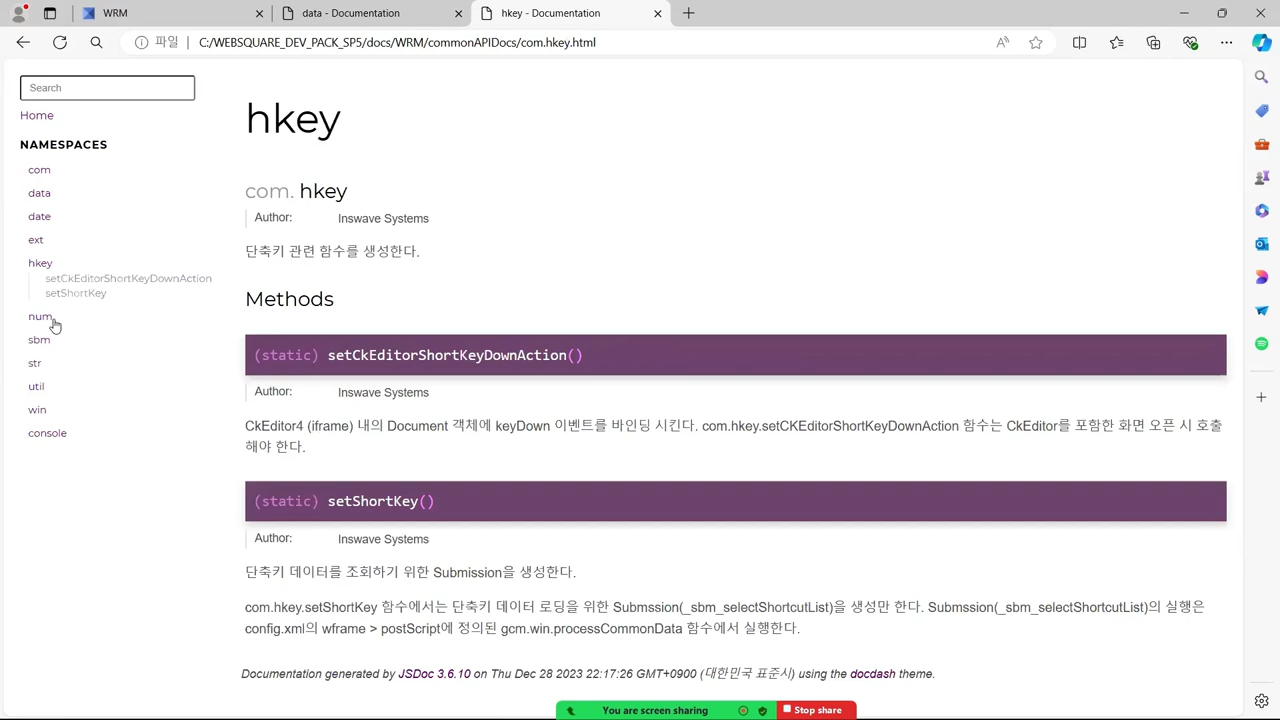 WRM
data - Documentation
hkey - Documentation
파일
C:/WEBSQUARE_DEV_PACK_SP5/docs/WRM/commonAPIDocs/com.hkey.html
Search
Home
NAMESPACES
com
data
date
ext
hkey
setCkEditorShortKeyDownAction
setShortKey
num
sbm
str
util
win
console
hkey
com. hkey
Author: Inswave Systems
단축키 관련 함수를 생성한다.
Methods
(static) setCkEditorShortKeyDownAction()
Author: Inswave Systems
CkEditor4 (iframe) 내의 Document 객체에 keyDown 이벤트를 바인딩 시킨다. com.hkey.setCKEditorShortKeyDownAction 함수는 CkEditor를 포함한 화면 오픈 시 호출
해야 한다.
(static) setShortKey()
Author: Inswave Systems
단축키 데이터를 조회하기 위한 Submission을 생성한다.
com.hkey.setShortKey 함수에서는 단축키 데이터 로딩을 위한 Submssion(_sbm_selectShortcutList)을 생성만 한다. Submssion(_sbm_selectShortcutList)의 실행은
config.xml의 wframe > postScript에 정의된 gcm.win.processCommonData 함수에서 실행한다.
Documentation generated by JSDoc 3.6.10 on Thu Dec 28 2023 22:17:26 GMT+0900 (대한민국 표준시) using the docdash theme.
You are screen sharing
Stop share